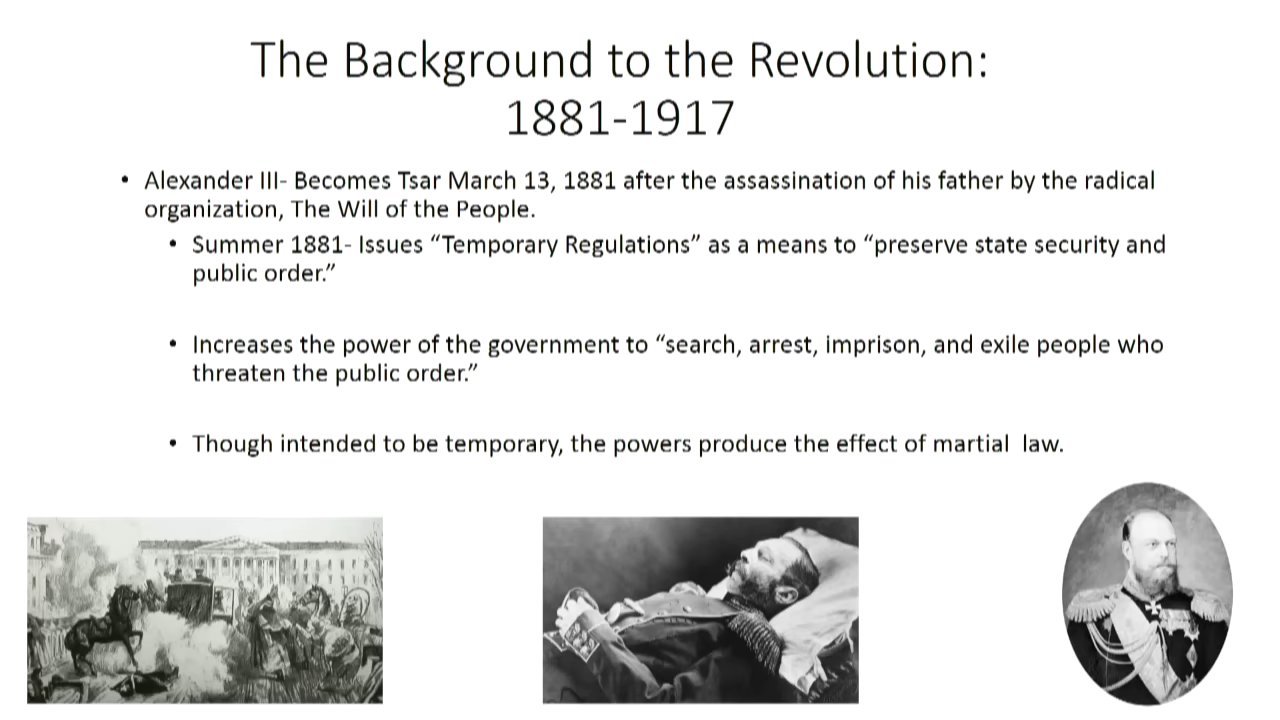 The Background to the Revolution:
1881-1917
• Alexander III- Becomes Tsar March 13, 1881 after the assassination of his father by the radical
organization, The Will of the People.
• Summer 1881- Issues “Temporary Regulations” as a means to “preserve state security and
public order.”
• Increases the power of the government to “search, arrest, imprison, and exile people who
threaten the public order.”
• Though intended to be temporary, the powers produce the effect of martial  law.